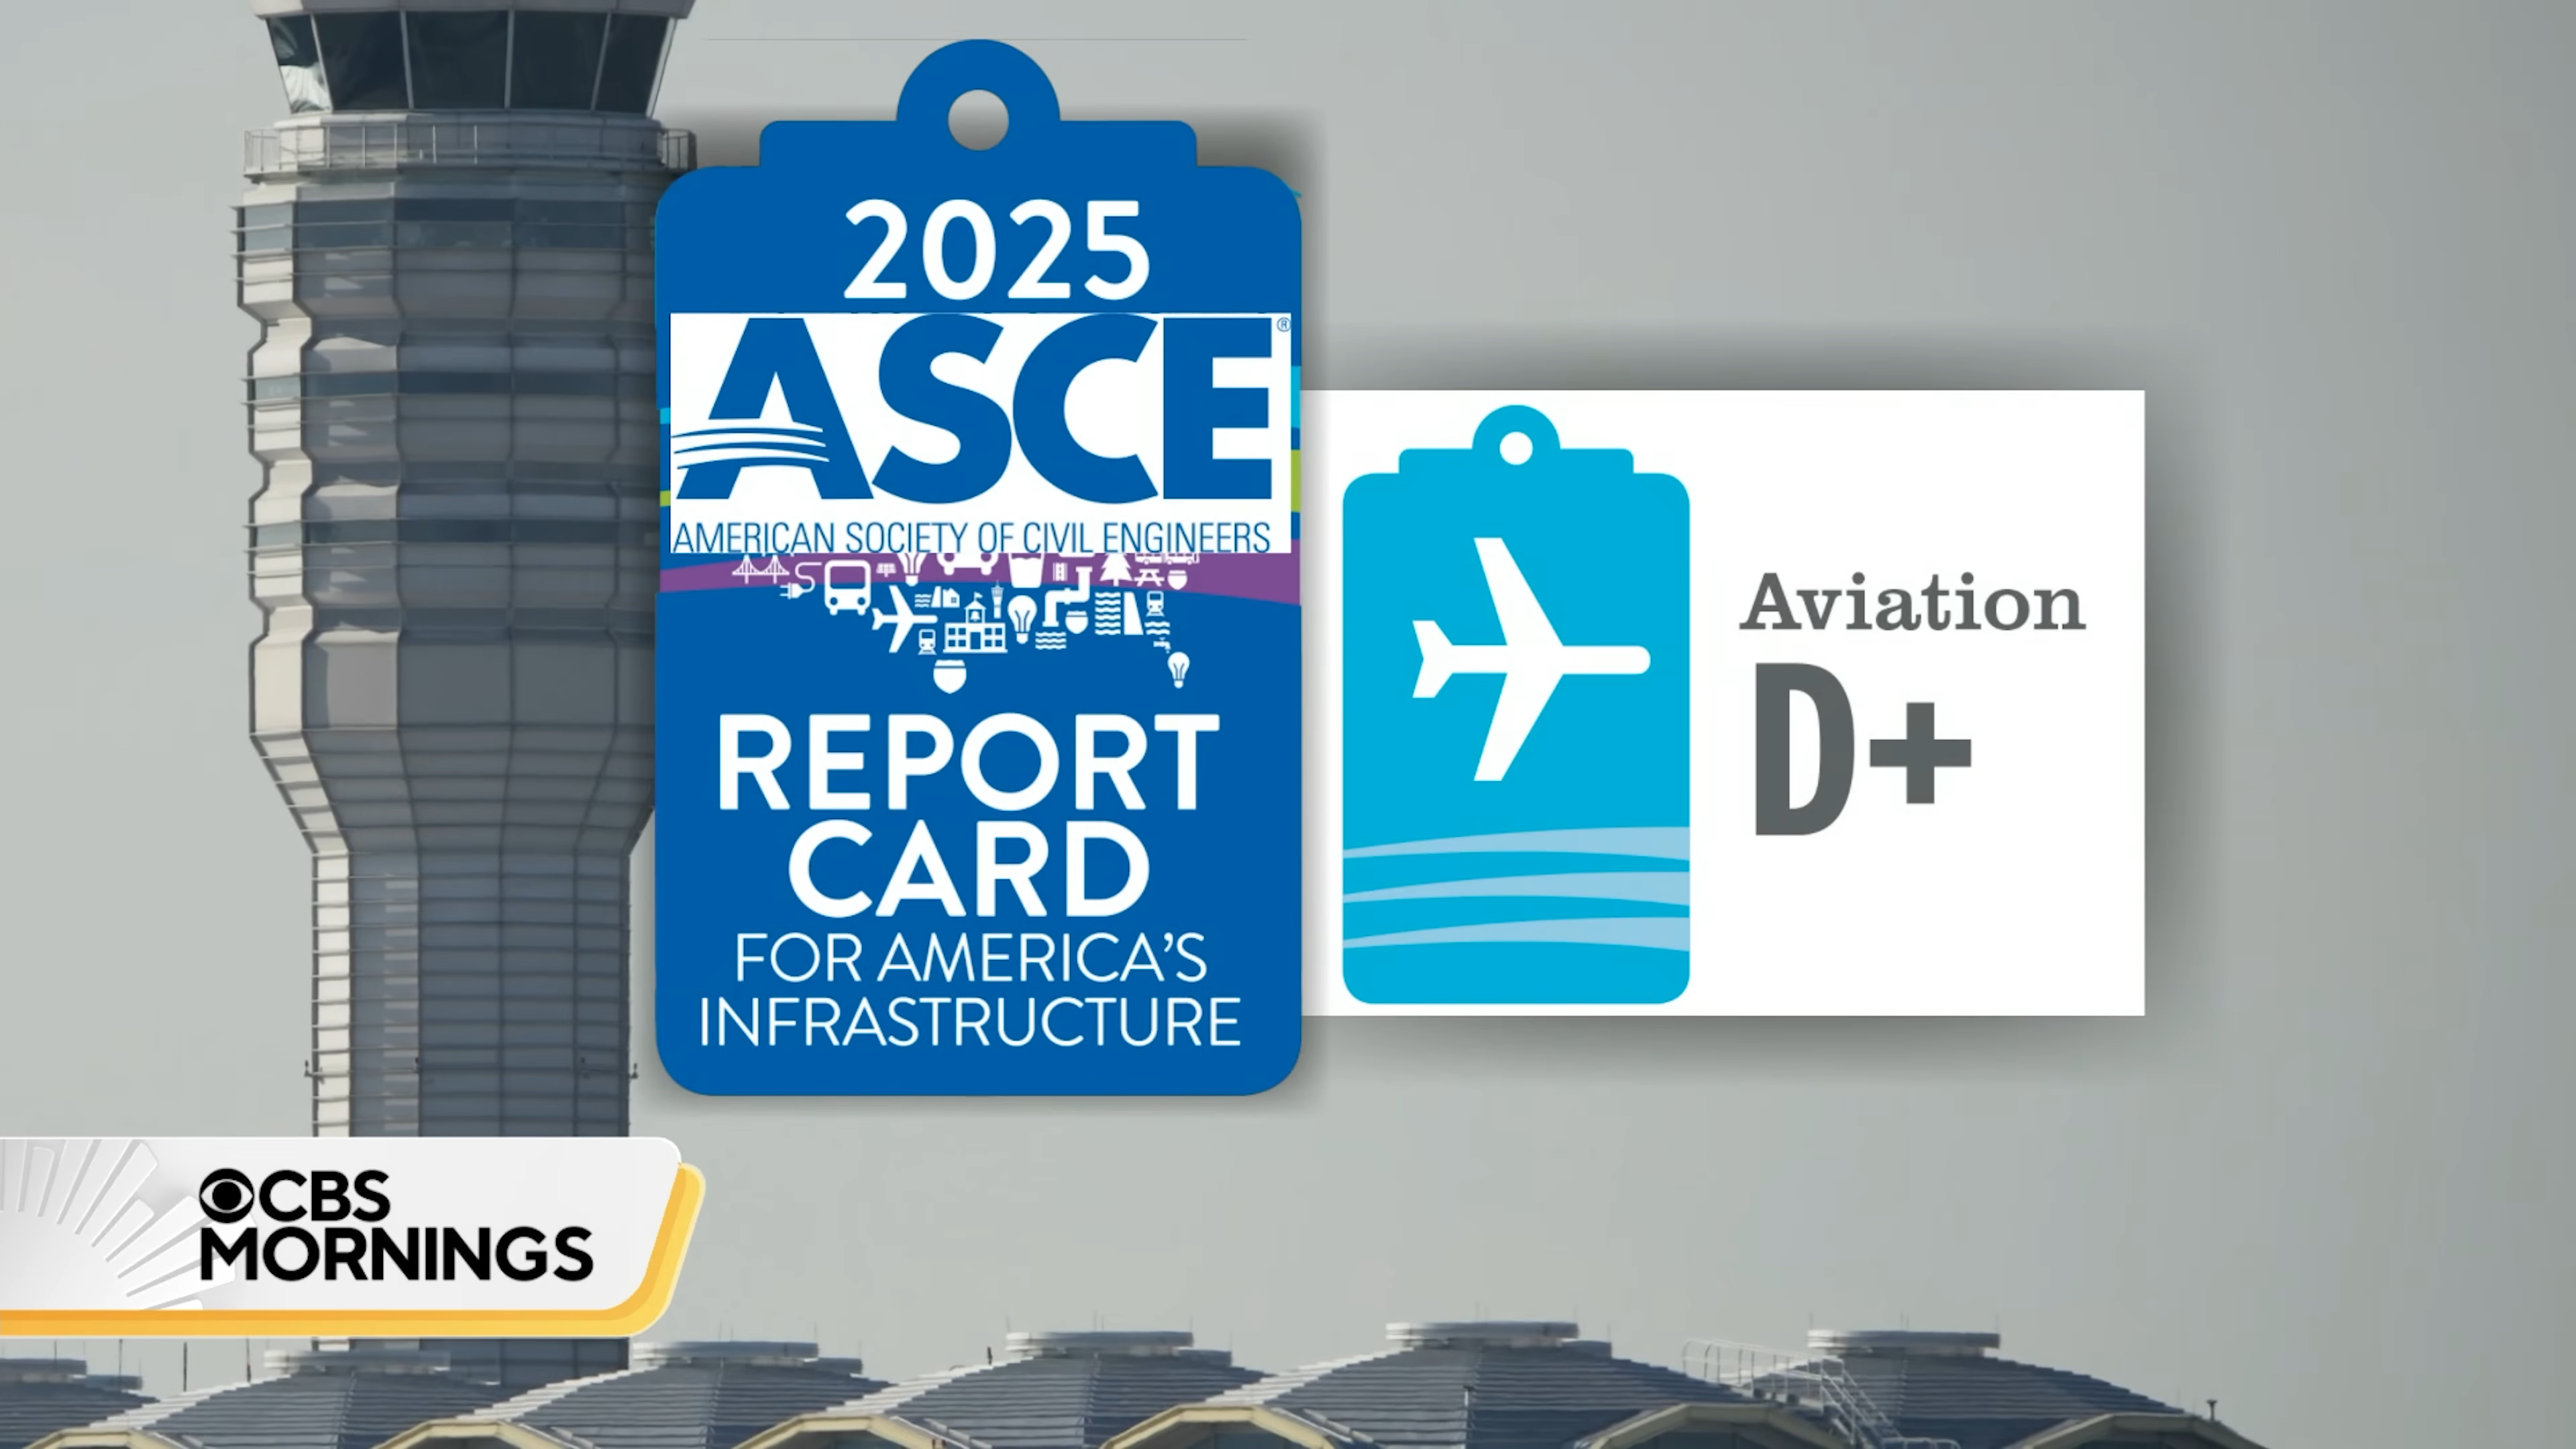 2025
ASCE®
AMERICAN SOCIETY OF CIVIL ENGINEERS
REPORT
CARD
FOR AMERICA'S
INFRASTRUCTURE
Aviation
D+
CBS
MORNINGS